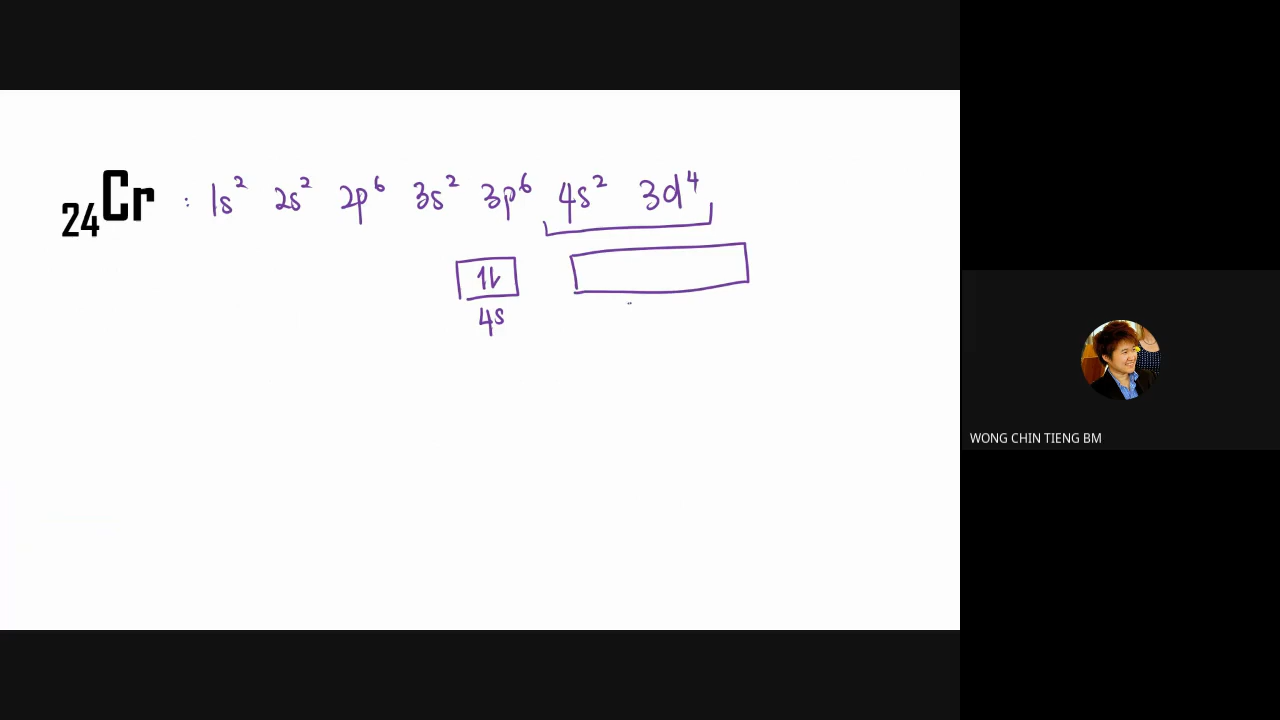 ₂₄Cr : 1s² 2s² 2p⁶ 3s² 3p⁶ 4s² 3d⁴
1⇂
4s
WONG CHIN TIENG BM